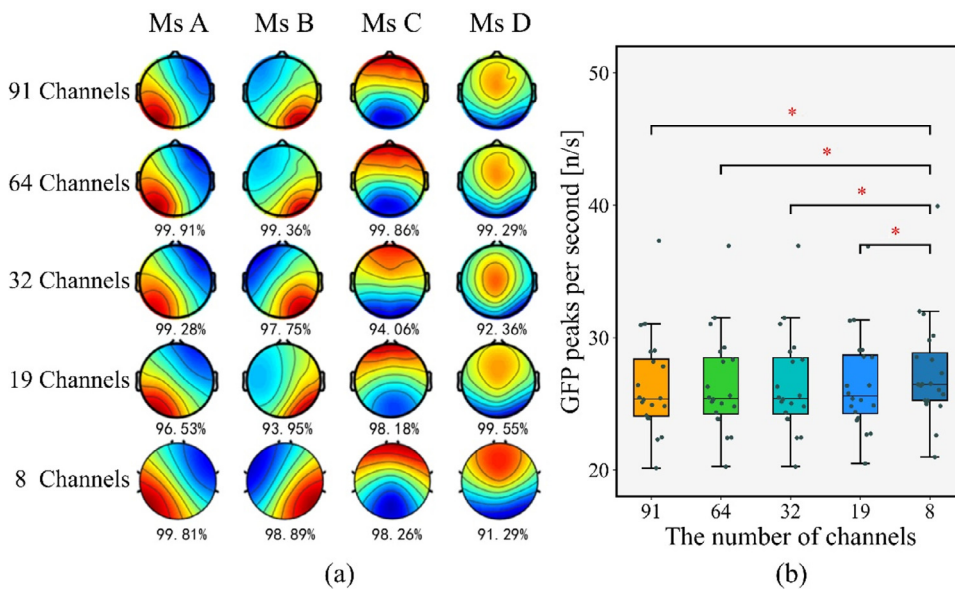 Ms A Ms B Ms C Ms D
91 Channels
64 Channels
99.91% 99.36% 99.86% 99.29%
32 Channels
99.28% 97.75% 94.06% 92.36%
19 Channels
96.53% 93.95% 98.18% 99.55%
8 Channels
99.81% 98.89% 98.26% 91.29%
(a)
GFP peaks per second [n/s]
50
40
30
20
*
*
*
*
91 64 32 19 8
The number of channels
(b)